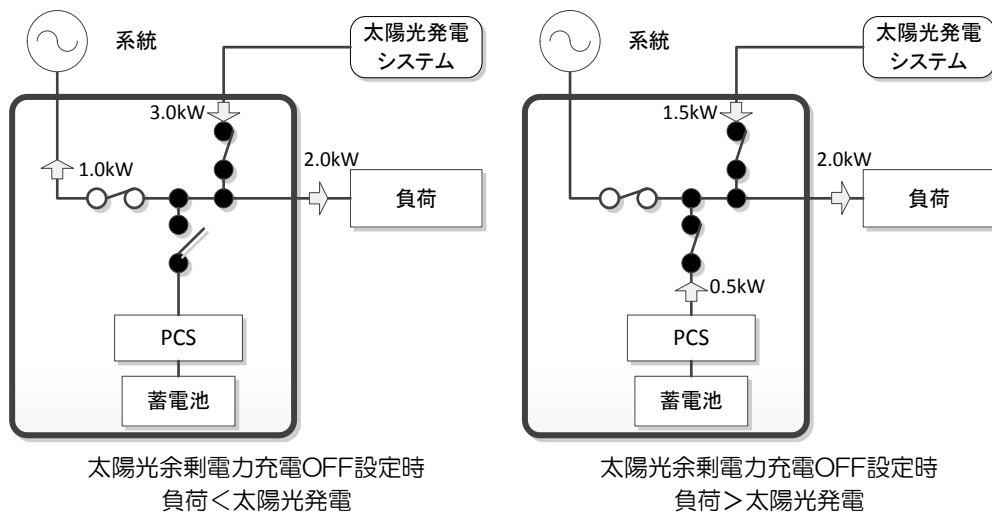 系統
太陽光発電
システム
3.0kW
1.0kW
2.0kW
負荷
PCS
蓄電池
太陽光余剰電力充電OFF設定時
負荷＜太陽光発電
系統
太陽光発電
システム
1.5kW
2.0kW
負荷
0.5kW
PCS
蓄電池
太陽光余剰電力充電OFF設定時
負荷＞太陽光発電